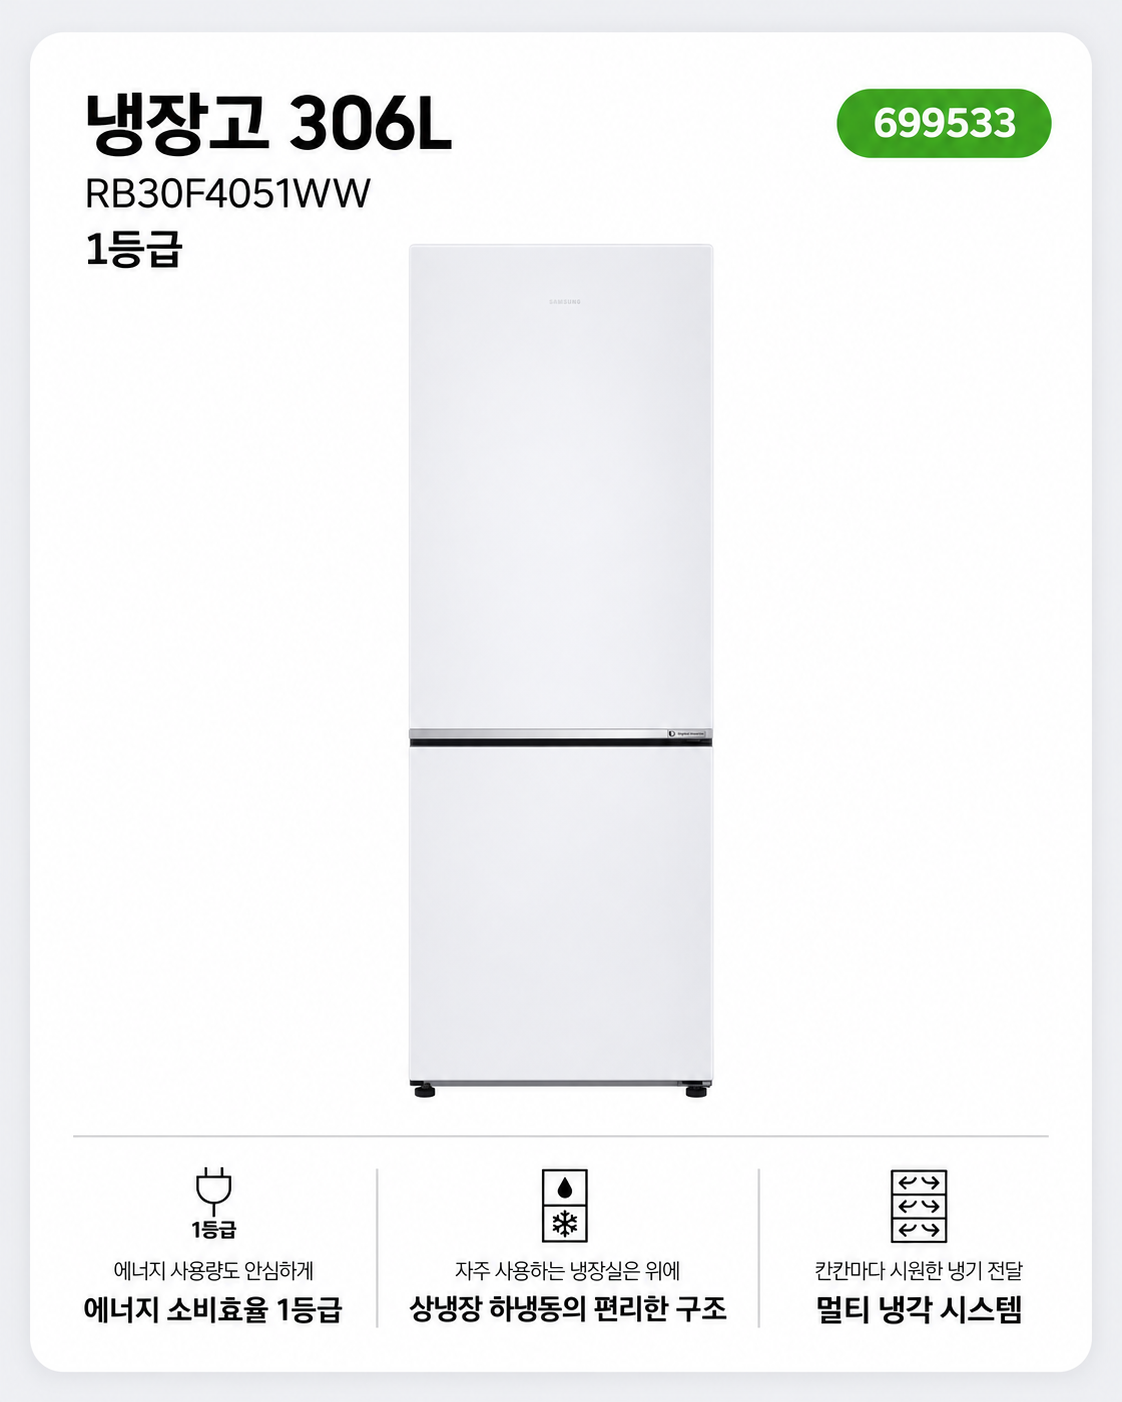 냉장고 306L
699533
RB30F4051WW
1등급
SAMSUNG
1등급
에너지 사용량도 안심하게
에너지 소비효율 1등급
자주 사용하는 냉장실은 위에
상냉장 하냉동의 편리한 구조
칸칸마다 시원한 냉기 전달
멀티 냉각 시스템